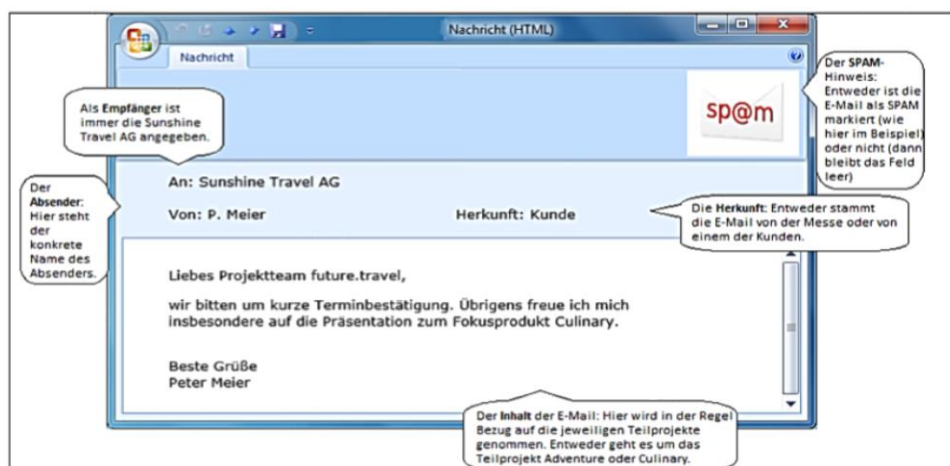 Nachricht (HTML)
Nachricht
sp@m
Der SPAM-
Hinweis:
Entweder ist die
E-Mail als SPAM
markiert (wie
hier im Beispiel)
oder nicht (dann
bleibt das Feld
leer)
Als Empfänger ist
immer die Sunshine
Travel AG angegeben.
An: Sunshine Travel AG
Der
Absender:
Hier steht
der
konkrete
Name des
Absenders.
Von: P. Meier
Herkunft: Kunde
Die Herkunft: Entweder stammt
die E-Mail von der Messe oder von
einem der Kunden.
Liebes Projektteam future.travel,
wir bitten um kurze Terminbestätigung. Übrigens freue ich mich
insbesondere auf die Präsentation zum Fokusprodukt Culinary.
Beste Grüße
Peter Meier
Der Inhalt der E-Mail: Hier wird in der Regel
Bezug auf die jeweiligen Teilprojekte
genommen. Entweder geht es um das
Teilprojekt Adventure oder Culinary.